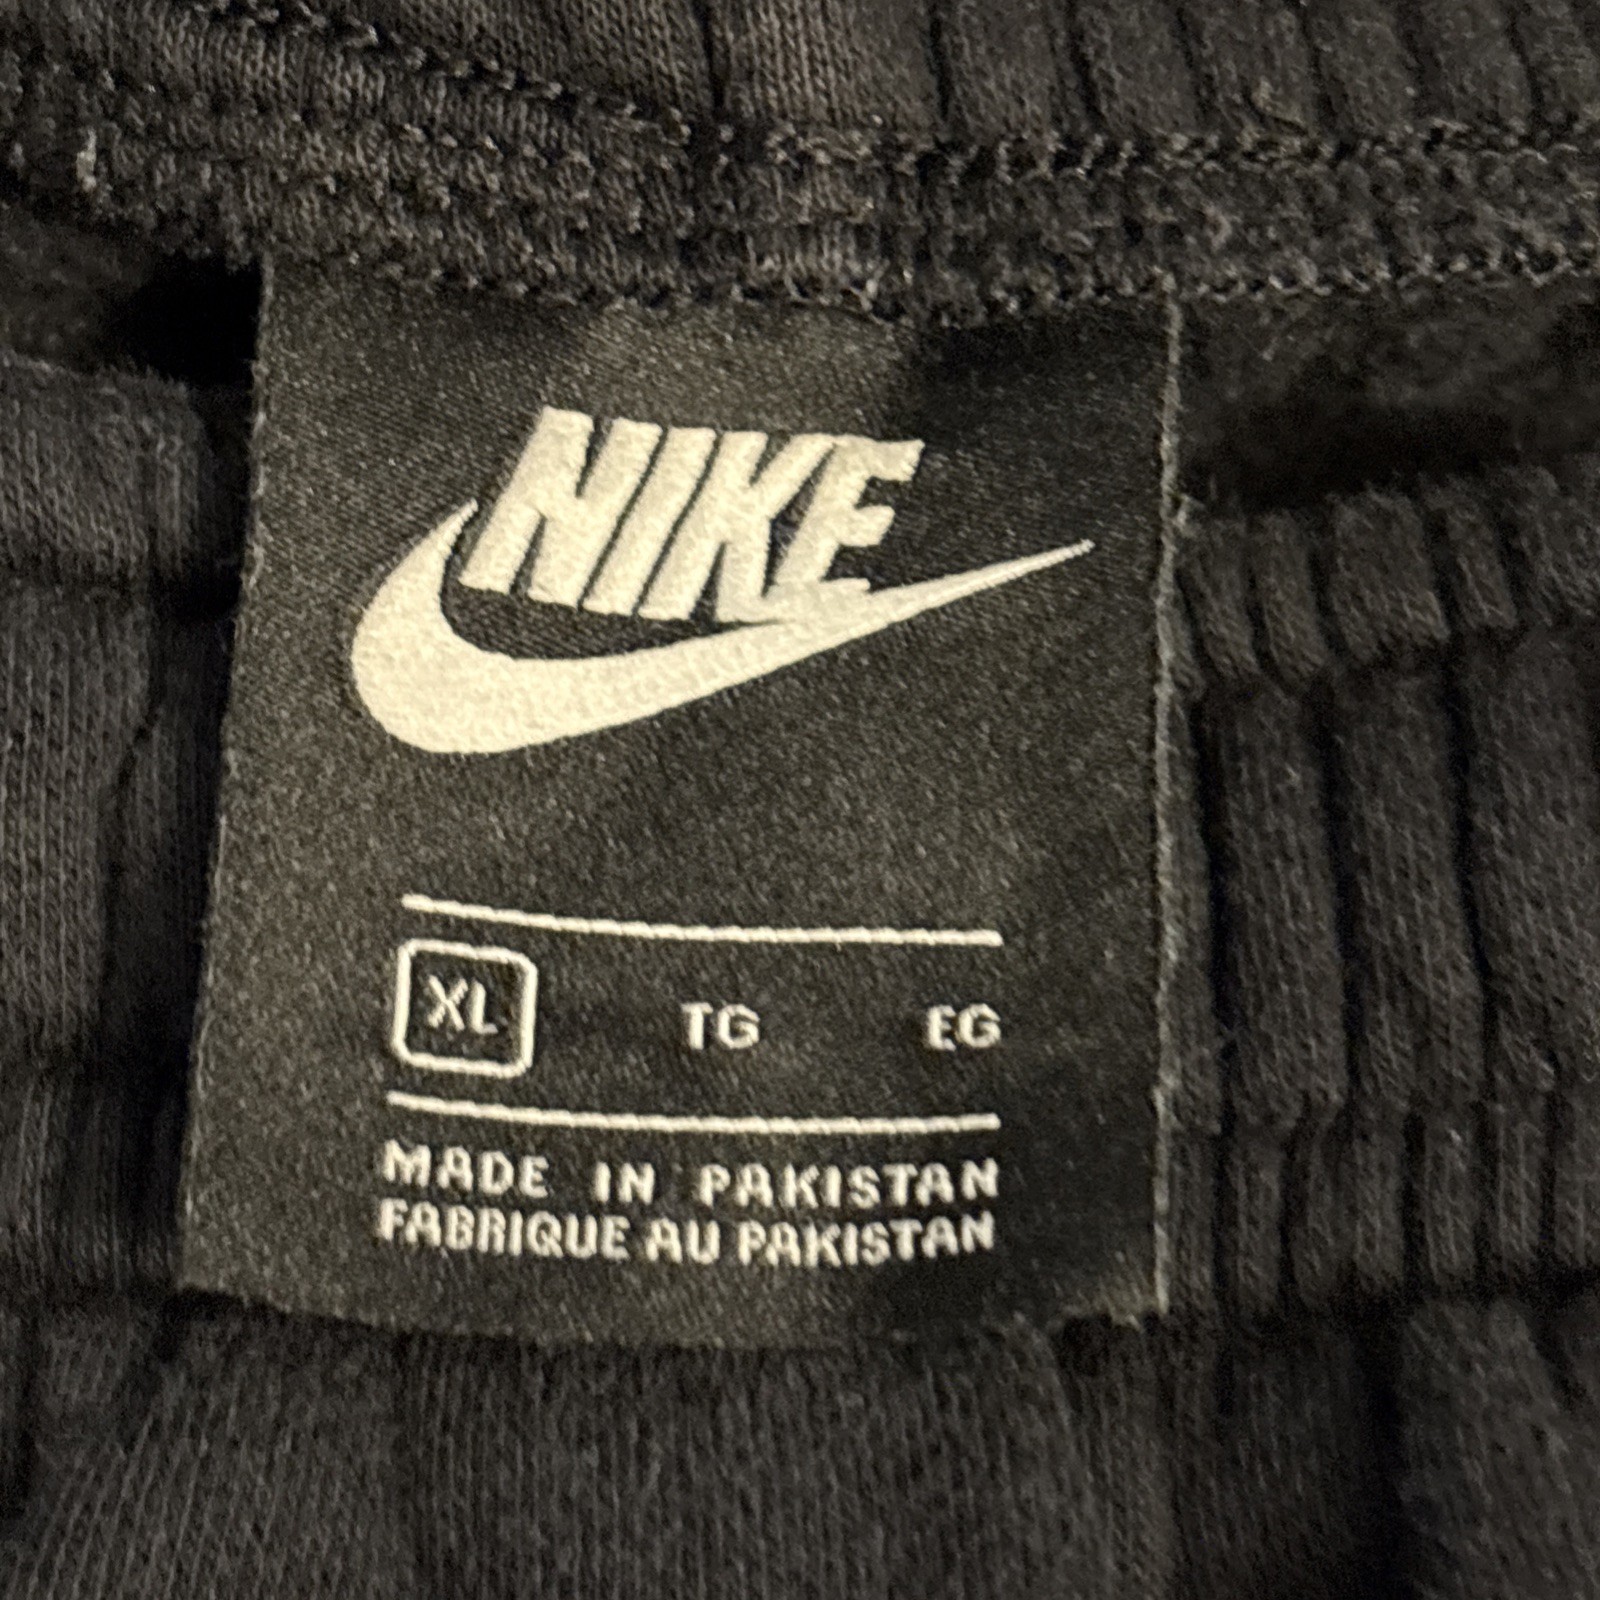 NIKE
XL TG EG
MADE IN PAKISTAN
FABRIQUE AU PAKISTAN